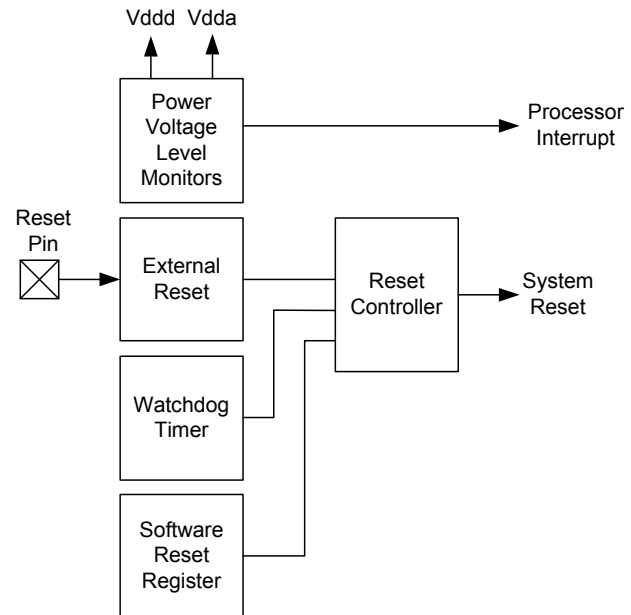 Vddd Vdda
Power
Voltage
Level
Monitors
Processor
Interrupt
Reset
Pin
External
Reset
Reset
Controller
System
Reset
Watchdog
Timer
Software
Reset
Register